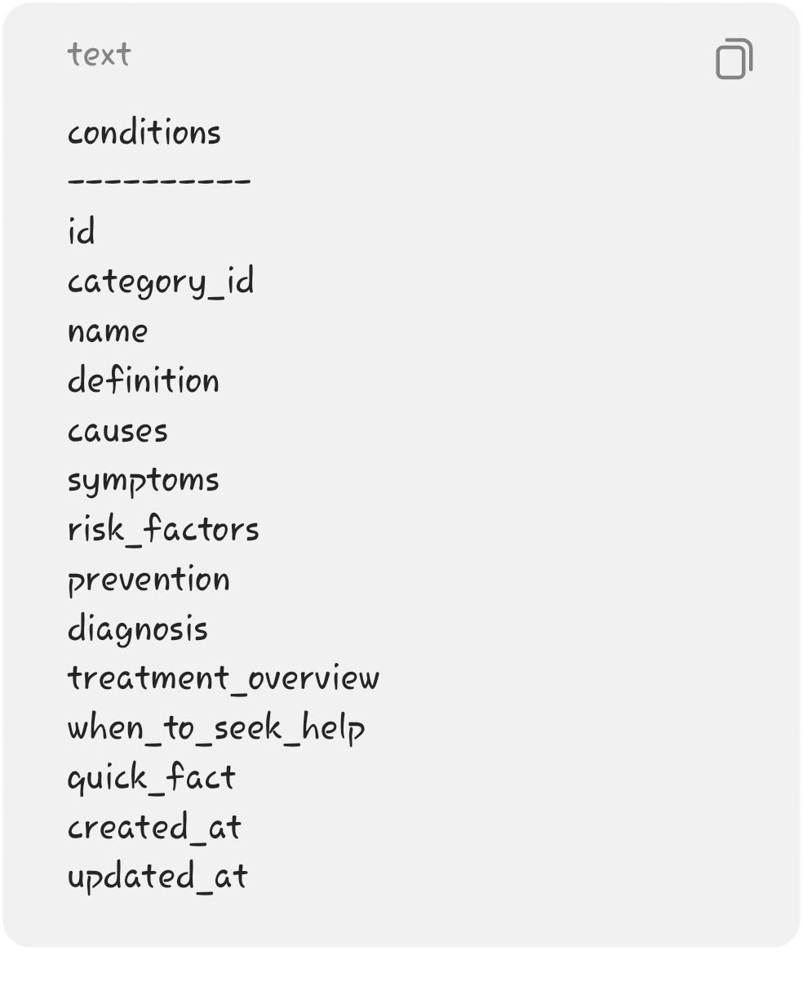 text
conditions
----------
id
category_id
name
definition
causes
symptoms
risk_factors
prevention
diagnosis
treatment_overview
when_to_seek_help
quick_fact
created_at
updated_at